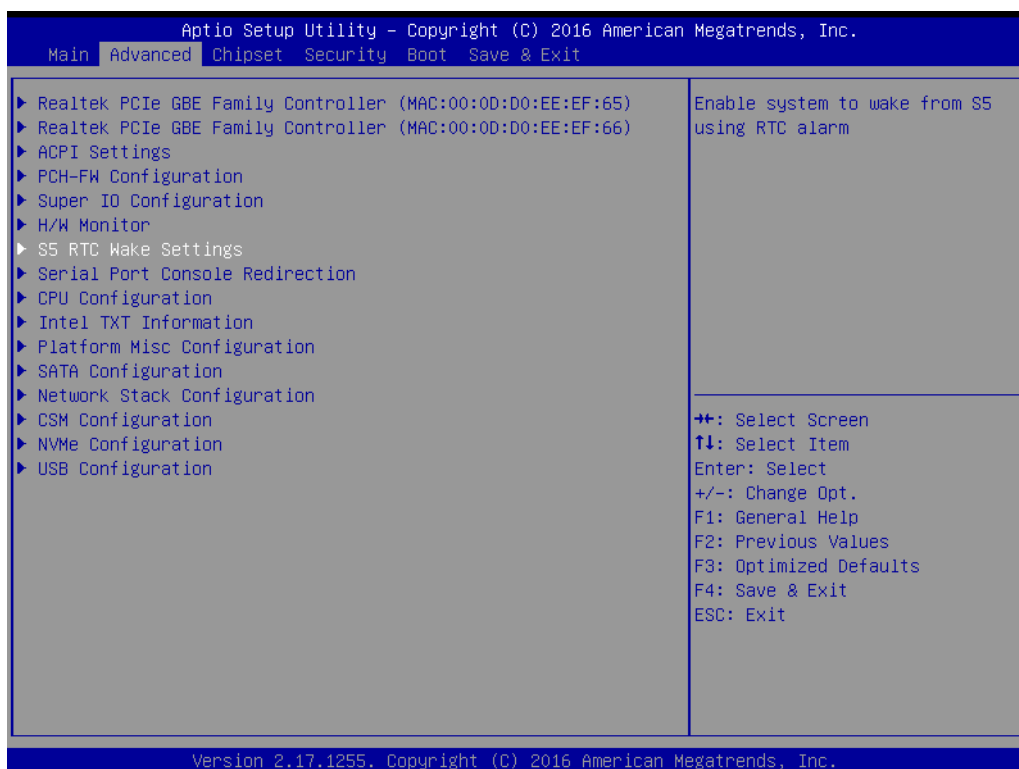 Aptio Setup Utility – Copyright (C) 2016 American Megatrends, Inc.
Main Advanced Chipset Security Boot Save & Exit
▶ Realtek PCIe GBE Family Controller (MAC:00:0D:D0:EE:EF:65)
▶ Realtek PCIe GBE Family Controller (MAC:00:0D:D0:EE:EF:66)
▶ ACPI Settings
▶ PCH-FW Configuration
▶ Super IO Configuration
▶ H/W Monitor
▶ S5 RTC Wake Settings
▶ Serial Port Console Redirection
▶ CPU Configuration
▶ Intel TXT Information
▶ Platform Misc Configuration
▶ SATA Configuration
▶ Network Stack Configuration
▶ CSM Configuration
▶ NVMe Configuration
▶ USB Configuration
Enable system to wake from S5
using RTC alarm
→←: Select Screen
↑↓: Select Item
Enter: Select
+/-: Change Opt.
F1: General Help
F2: Previous Values
F3: Optimized Defaults
F4: Save & Exit
ESC: Exit
Version 2.17.1255. Copyright (C) 2016 American Megatrends, Inc.